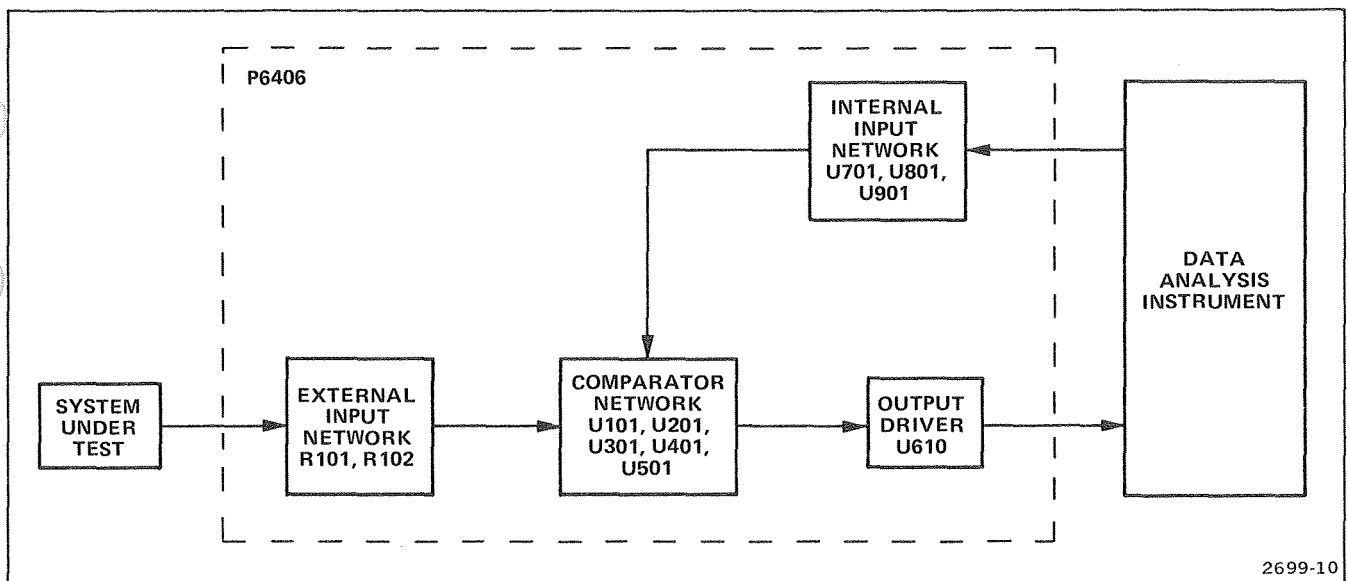 P6406
INTERNAL
INPUT
NETWORK
U701, U801,
U901
DATA
ANALYSIS
INSTRUMENT
SYSTEM
UNDER
TEST
EXTERNAL
INPUT
NETWORK
R101, R102
COMPARATOR
NETWORK
U101, U201,
U301, U401,
U501
OUTPUT
DRIVER
U610
2699-10